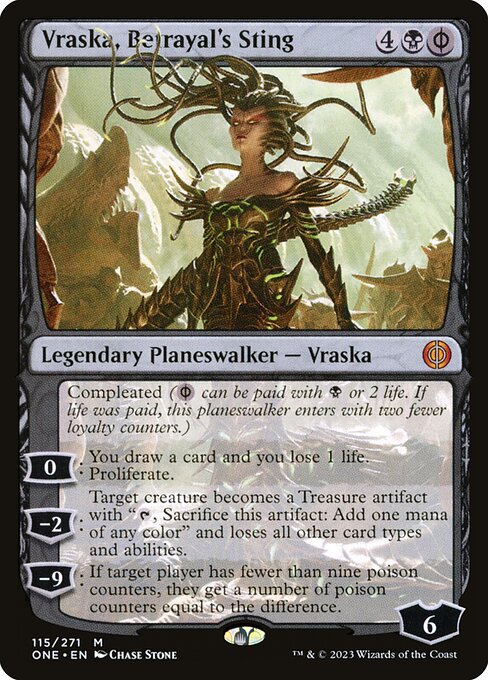 Vraska, Betrayal's Sting 4
Legendary Planeswalker — Vraska
Compleated ( can be paid with or 2 life. If
life was paid, this planeswalker enters with two fewer
loyalty counters.)
0: You draw a card and you lose 1 life.
Proliferate.
Target creature becomes a Treasure artifact
−2: with “ , Sacrifice this artifact: Add one mana
of any color” and loses all other card types
and abilities.
−9: If target player has fewer than nine poison
counters, they get a number of poison
counters equal to the difference.
6
115/271 M
ONE • EN Chase Stone
™ & © 2023 Wizards of the Coast